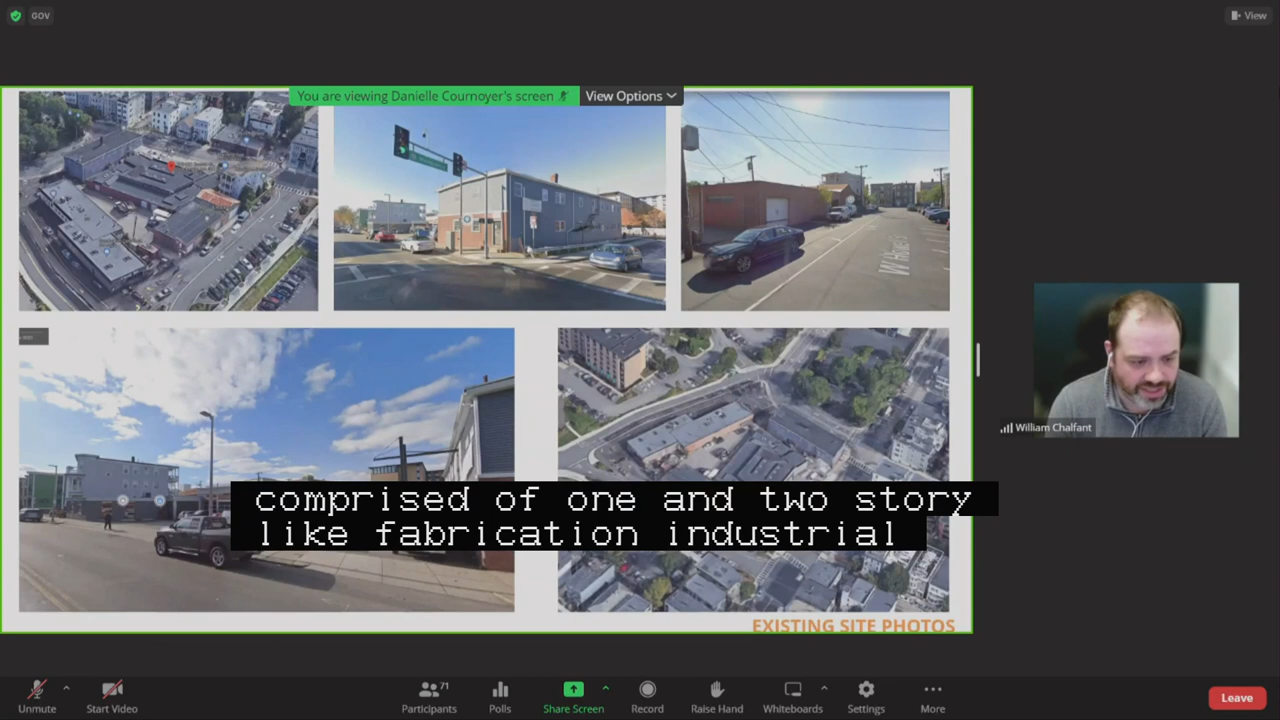 GOV
View
You are viewing Danielle Cournoyer's screen
View Options
W Howe
comprised of one and two story
like fabrication industrial
EXISTING SITE PHOTOS
William Chalfant
Unmute
Start Video
Participants
71
Polls
Share Screen
Record
Raise Hand
Whiteboards
Settings
More
Leave